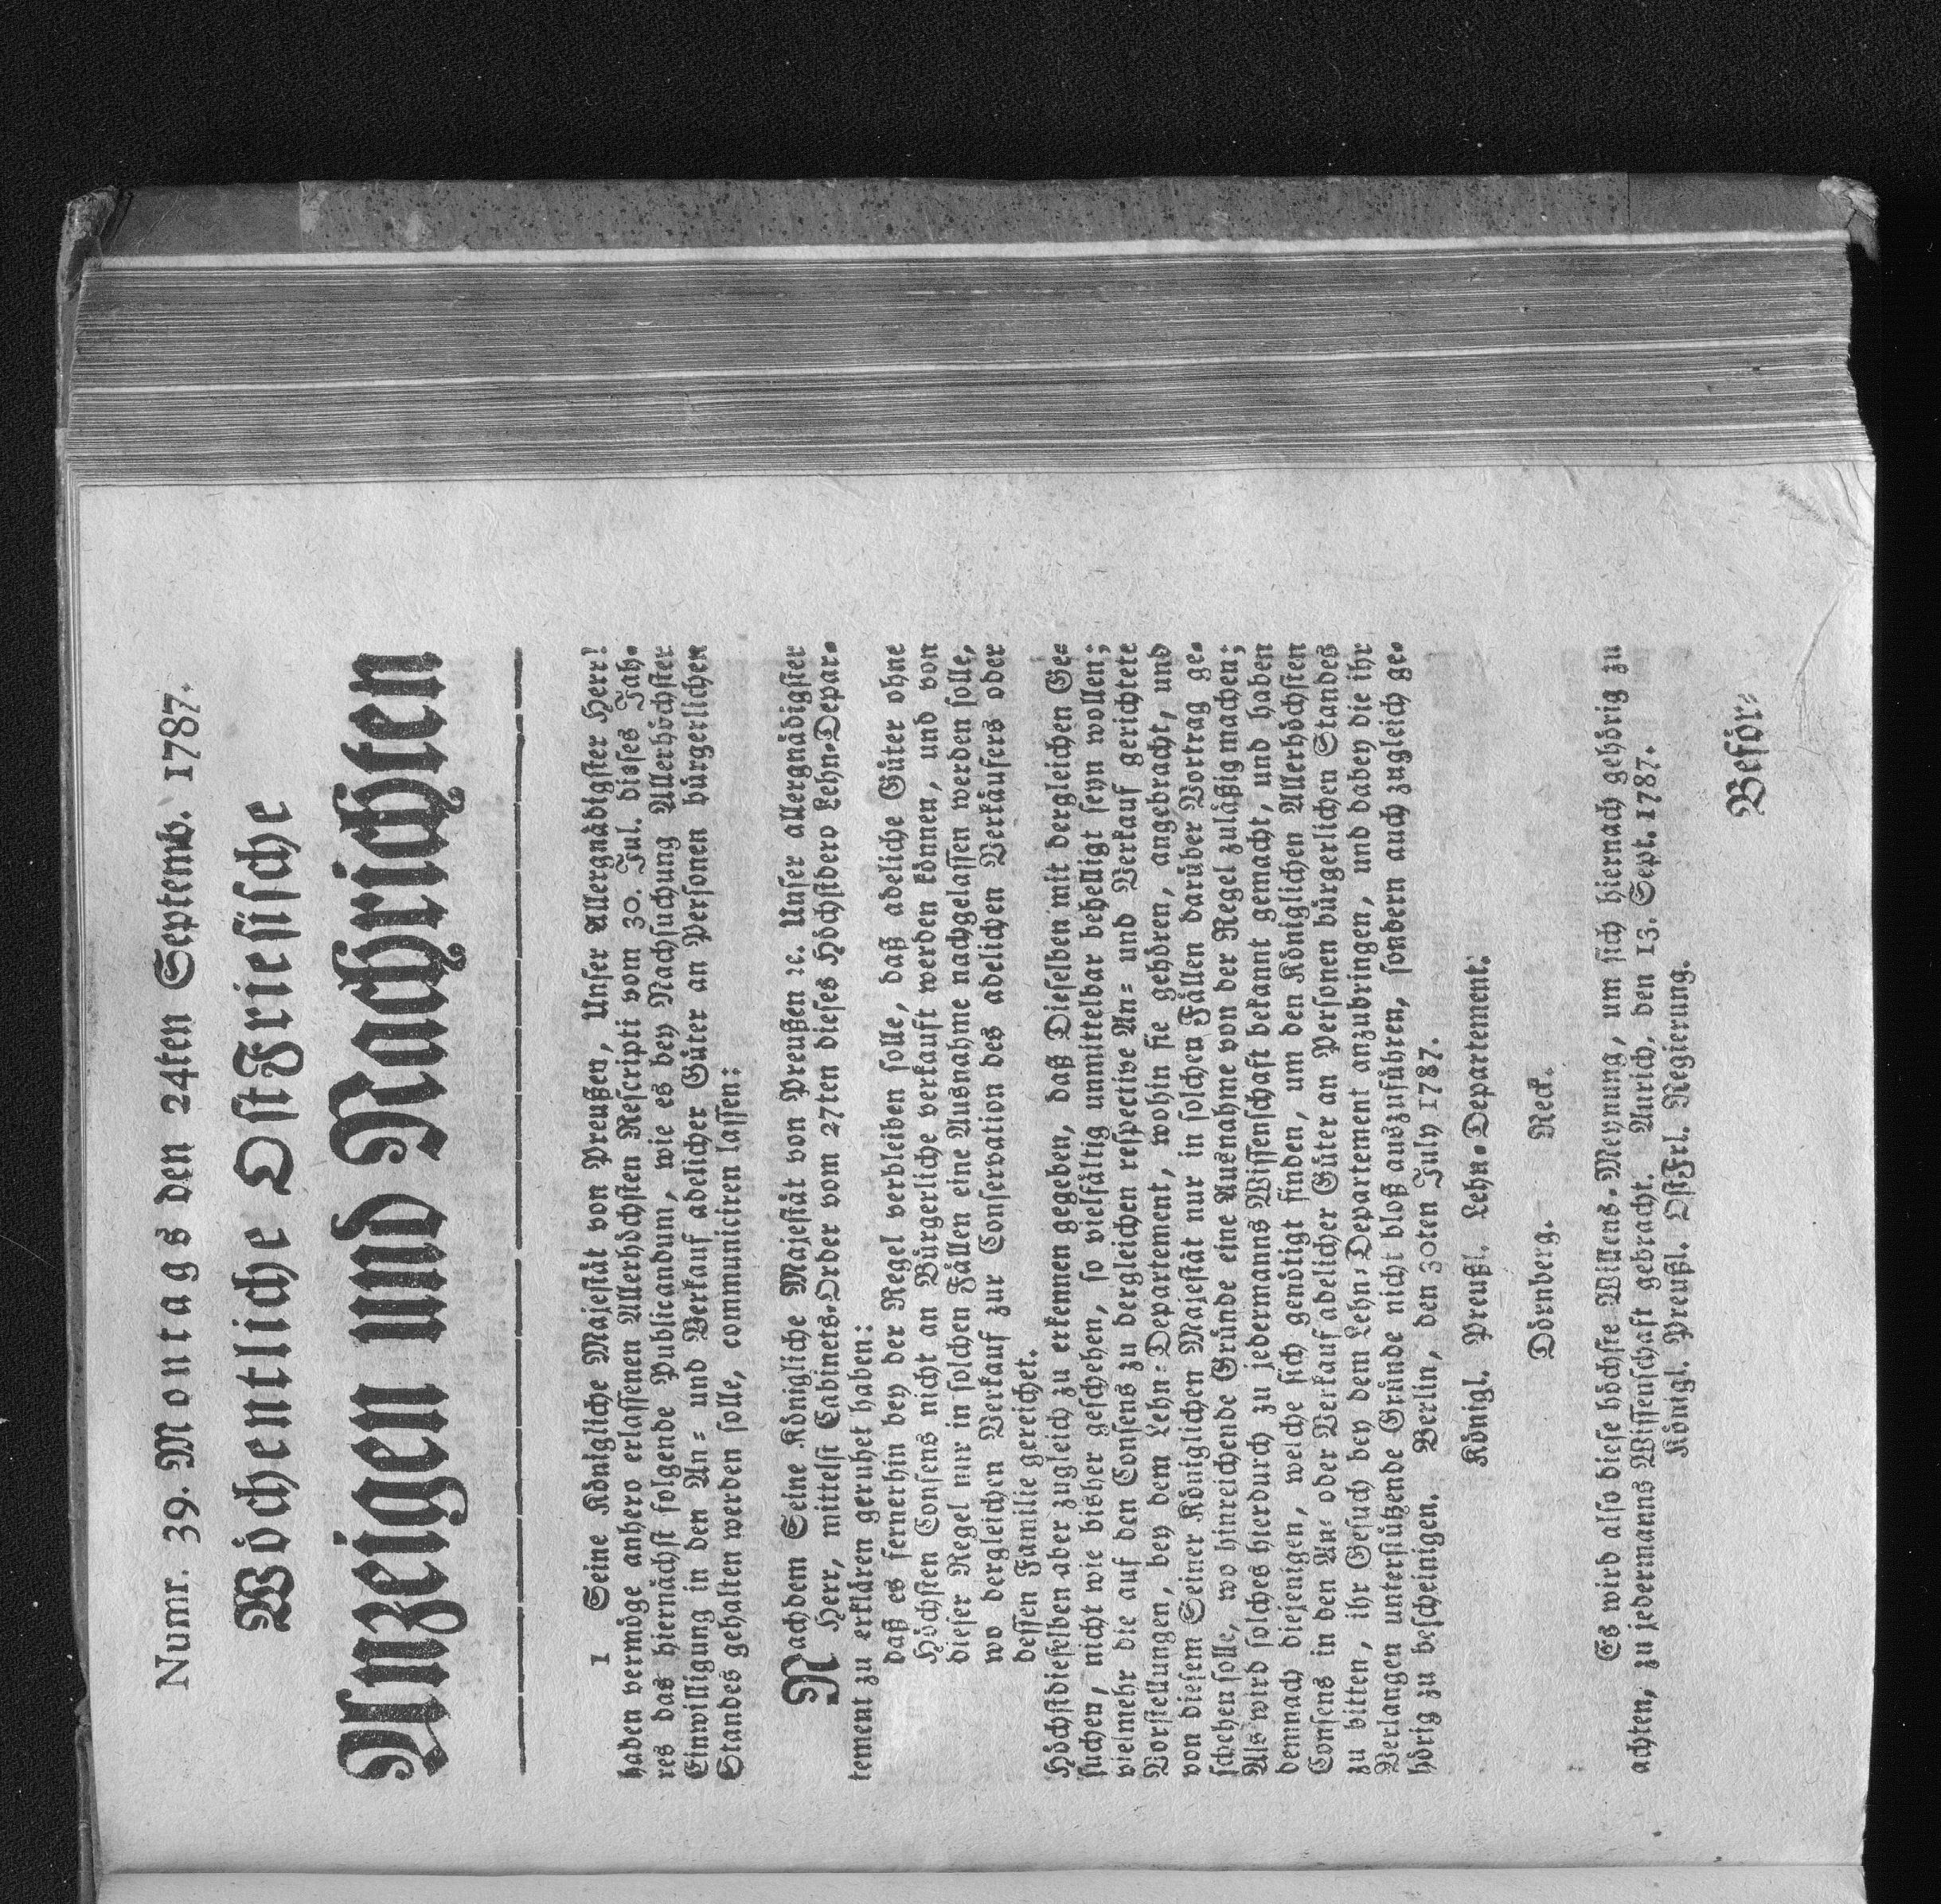 Numr. 39. Montags den 24ten Septemb. 1787.
Wöchentliche OstFriesische
Anzeigen und Nachrichten
1 Seine Königliche Majestät von Preußen, Unser Allergnädigster Herr!
haben vermöge anhero erlassenen Allerhöchsten Rescripti vom 30. Jul. dises Jah-
res das hiernächst folgende Publicandum, wie es bey Nachsuchung Allerhöchster
Einwilligung in den An- und Verkauf adelicher Güter an Personen bürgerlichen
Standes gehalten werden solle, communiciren lassen:
Nachdem Seine Königliche Majestät von Preußen ꝛc. Unser allergnädigster
Herr, mittelst Cabinets-Order vom 27ten dieses Höchstdero Lehn-Depar-
tement zu erklären geruhet haben:
daß es fernerhin bey der Regel verbleiben solle, daß adeliche Güter ohne
Höchsten Consens nicht an Bürgerliche verkauft werden können, und von
dieser Regel nur in solchen Fällen eine Ausnahme nachgelassen werden solle,
wo dergleichen Verkauf zur Conservation des adelichen Verkäufers oder
dessen Familie gereichet.
Höchstdieselben aber zugleich zu erkennen gegeben, daß Dieselben mit dergleichen Ge-
suchen, nicht wie bisher geschehen, so vielfältig unmittelbar behelligt seyn wollen;
vielmehr die auf den Consens zu dergleichen respective An- und Verkauf gerichtete
Vorstellungen, bey dem Lehn-Departement, wohin sie gehören, angebracht, und
von diesem Seiner Königlichen Majestät nur in solchen Fällen darüber Vortrag ge-
schehen solle, wo hinreichende Gründe eine Ausnahme von der Regel zuläßig machen;
Als wird solches hierdurch zu jedermanns Wissenschaft bekannt gemacht, und haben
demnach diejenigen, welche sich genötigt finden, um den Königlichen Allerhöchsten
Consens in den An- oder Verkauf adelicher Güter an Personen bürgerlichen Standes
zu bitten, ihr Gesuch bey dem Lehn-Departement anzubringen, und dabey die ihr
Verlangen unterstützende Gründe nicht bloß auszuführen, sondern auch zugleich ge-
hörig zu bescheinigen. Berlin, den 30ten July 1787.
Königl. Preußl. Lehn-Departement.
Dörnberg. Reck.
Es wird also diese höchste Willens-Meynung, um sich hiernach gehörig zu
achten, zu jedermanns Wissenschaft gebracht. Aurich, den 13. Sept. 1787.
Königl. Preußl. OstFrl. Regierung.
Beför-